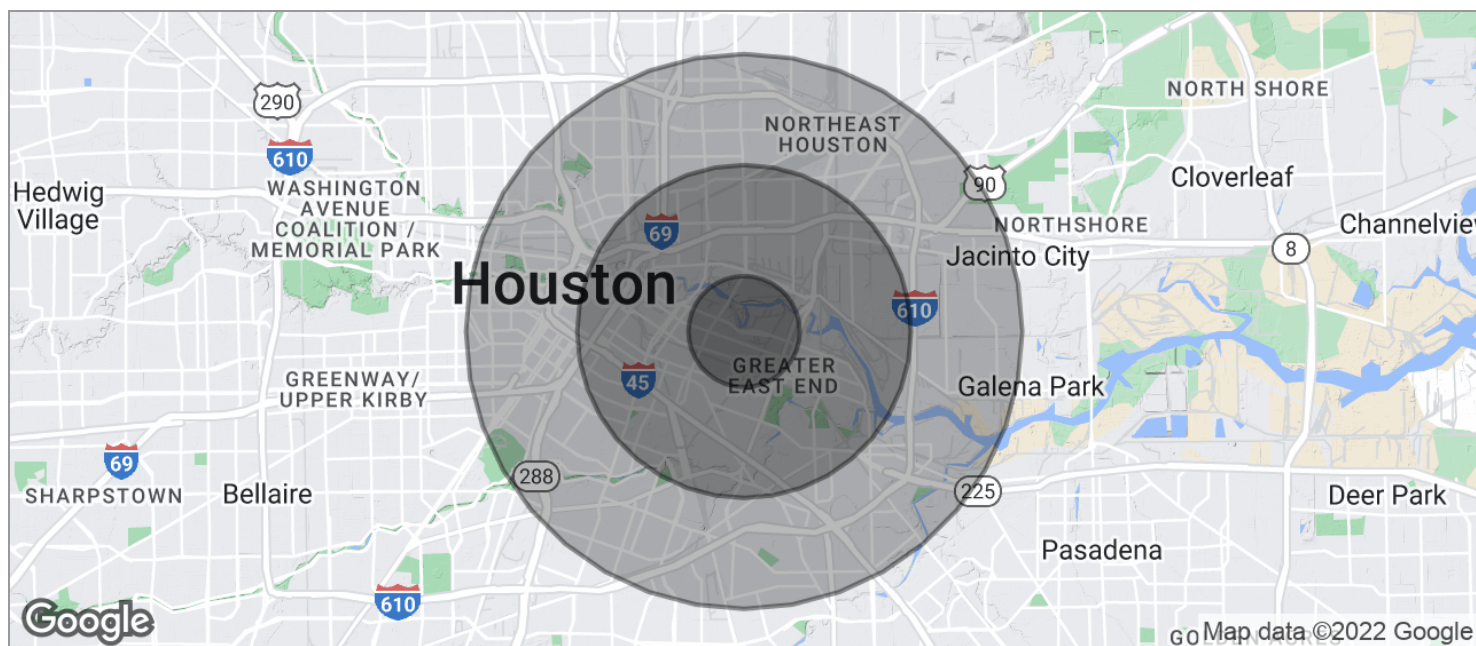 NORTH SHORE
290
NORTHEAST
HOUSTON
610
Hedwig
Village
WASHINGTON
AVENUE
COALITION /
MEMORIAL PARK
90
Cloverleaf
69
NORTHSHORE
Channelview
8
Jacinto City
Houston
610
GREATER
EAST END
45
GREENWAY/
UPPER KIRBY
Galena Park
69
288
225
SHARPSTOWN
Bellaire
Deer Park
Pasadena
610
Google
Map data ©2022 Google